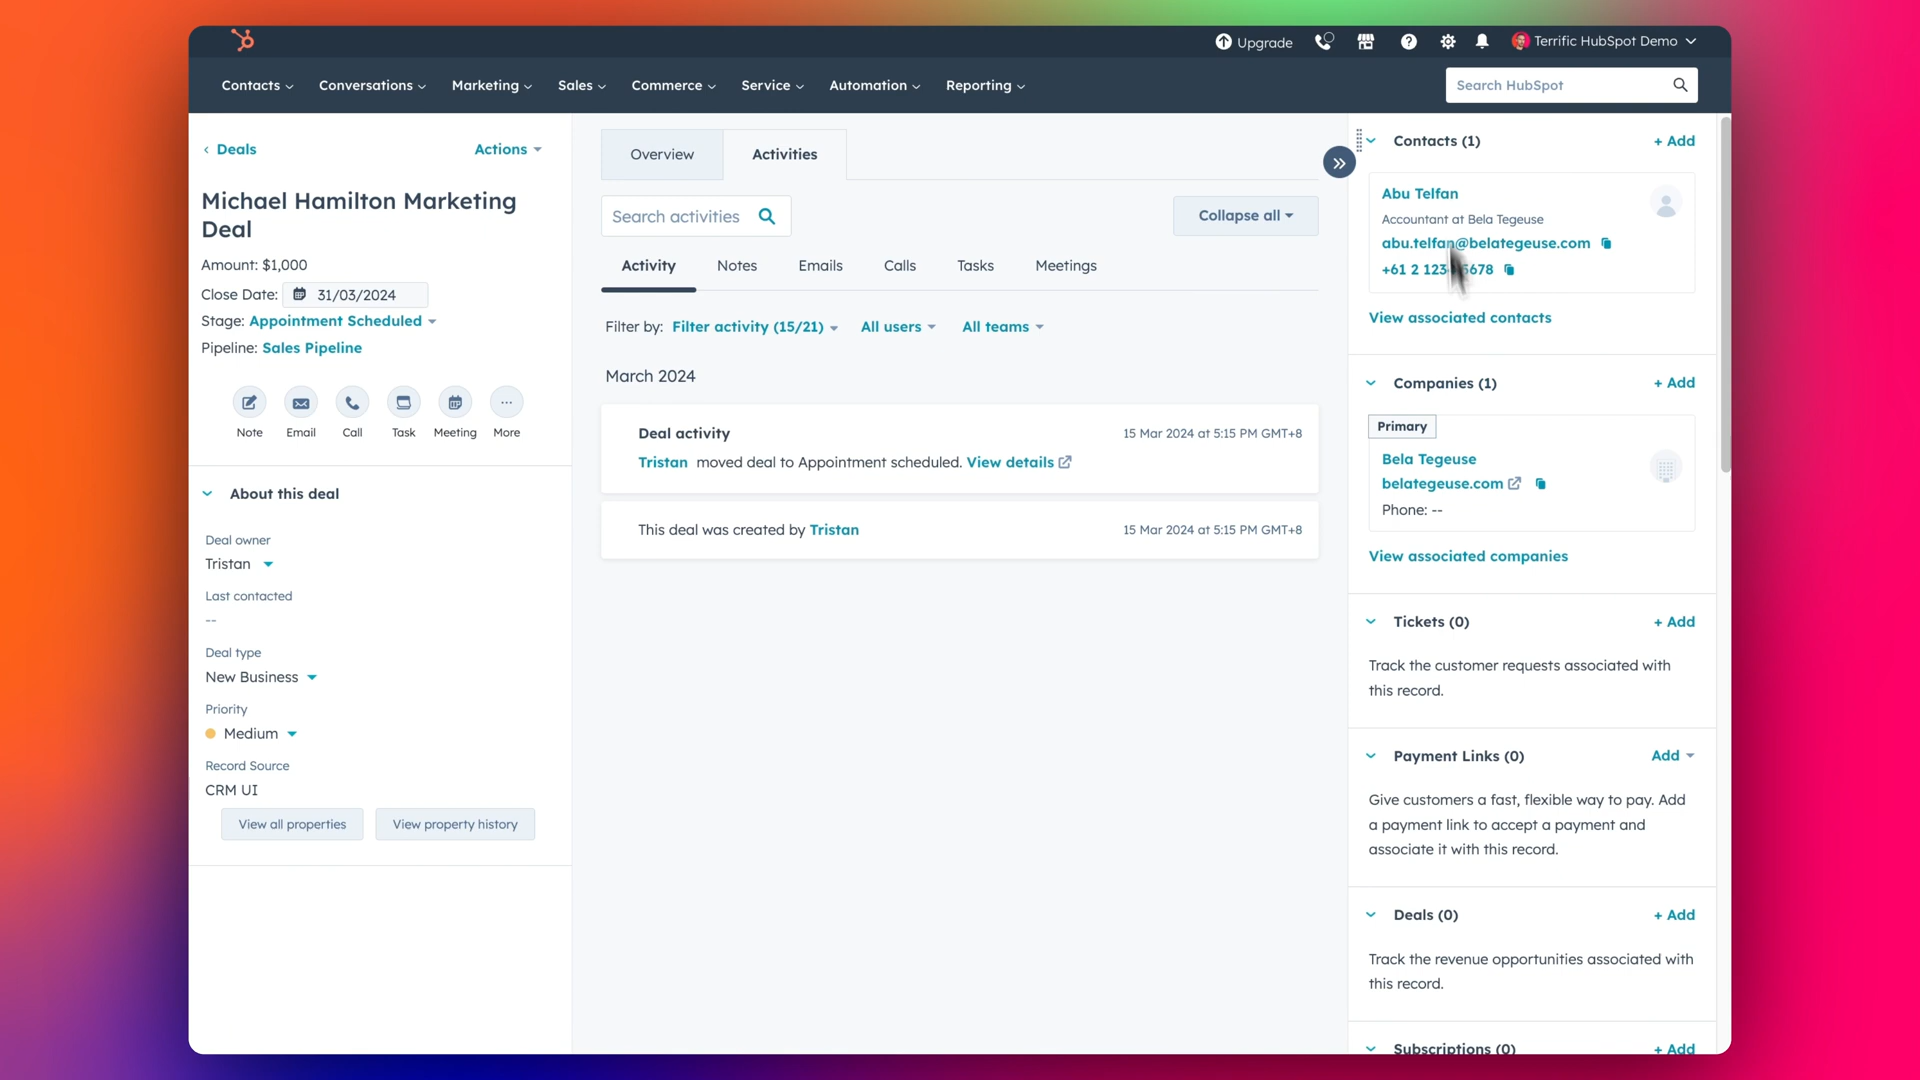 Upgrade
Terrific HubSpot Demo
Contacts
Conversations
Marketing
Sales
Commerce
Service
Automation
Reporting
Search HubSpot
Deals
Actions
Michael Hamilton Marketing
Deal
Amount: $1,000
Close Date: 31/03/2024
Stage: Appointment Scheduled
Pipeline: Sales Pipeline
Note
Email
Call
Task
Meeting
More
About this deal
Deal owner
Tristan
Last contacted
--
Deal type
New Business
Priority
Medium
Record Source
CRM UI
View all properties
View property history
Overview
Activities
Search activities
Collapse all
Activity
Notes
Emails
Calls
Tasks
Meetings
Filter by: Filter activity (15/21) All users All teams
March 2024
Deal activity
15 Mar 2024 at 5:15 PM GMT+8
Tristan moved deal to Appointment scheduled. View details
This deal was created by Tristan
15 Mar 2024 at 5:15 PM GMT+8
Contacts (1)
+ Add
Abu Telfan
Accountant at Bela Tegeuse
abu.telfan@belategeuse.com
+61 2
View associated contacts
Companies (1)
+ Add
Primary
Bela Tegeuse
belategeuse.com
Phone: --
View associated companies
Tickets (0)
+ Add
Track the customer requests associated with
this record.
Payment Links (0)
Add
Give customers a fast, flexible way to pay. Add
a payment link to accept a payment and
associate it with this record.
Deals (0)
+ Add
Track the revenue opportunities associated with
this record.
Subscriptions (0)
+ Add